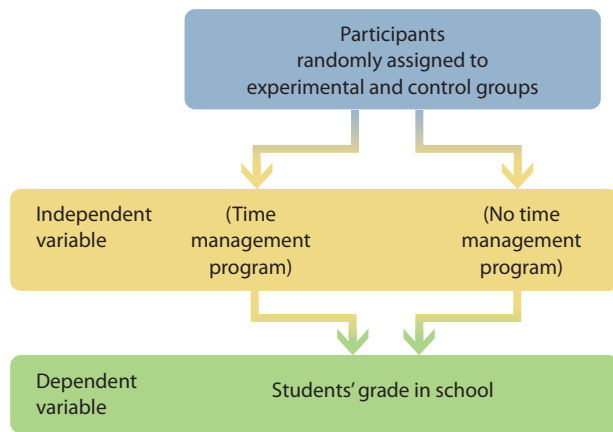 Participants
randomly assigned to
experimental and control groups
Independent
variable
(Time
management
program)
(No time
management
program)
Dependent
variable
Students' grade in school